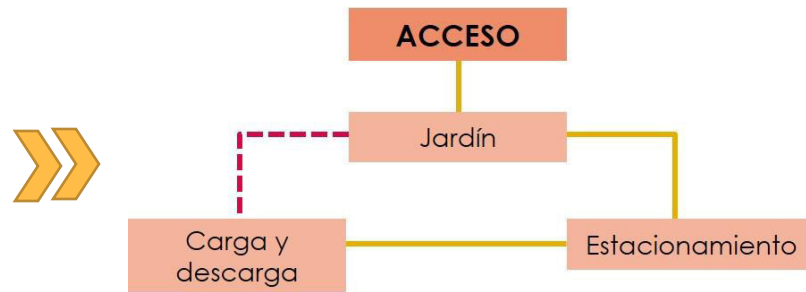 ACCESO
Jardín
Carga y
descarga
Estacionamiento